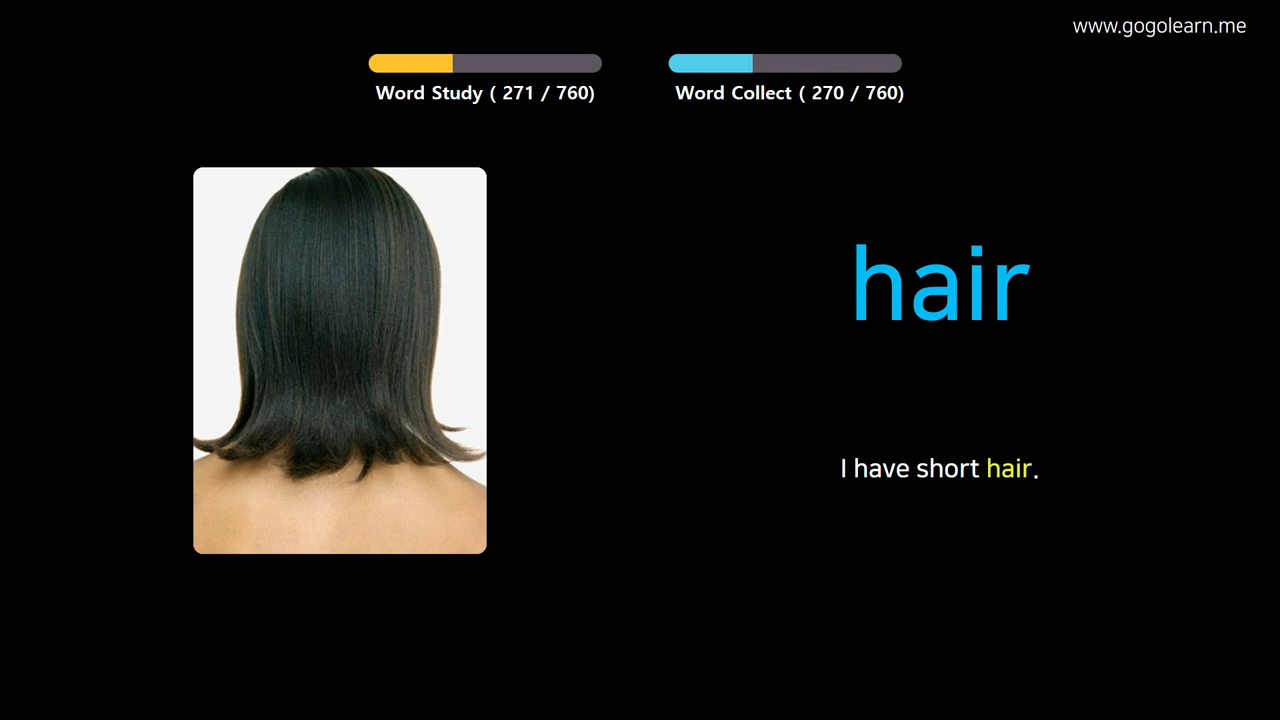 www.gogolearn.me
Word Study ( 271 / 760)
Word Collect ( 270 / 760)
hair
I have short hair.